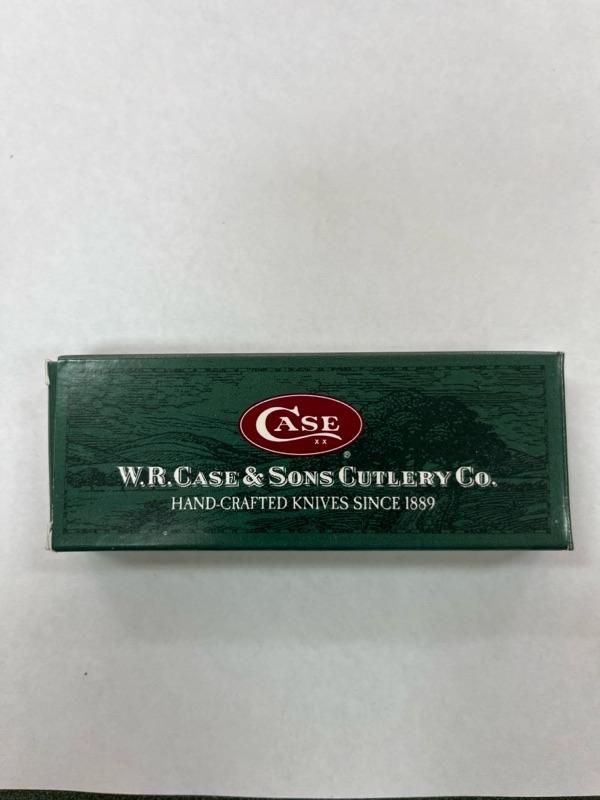 CASE
XX
®
W.R. CASE & SONS CUTLERY CO.
HAND-CRAFTED KNIVES SINCE 1889